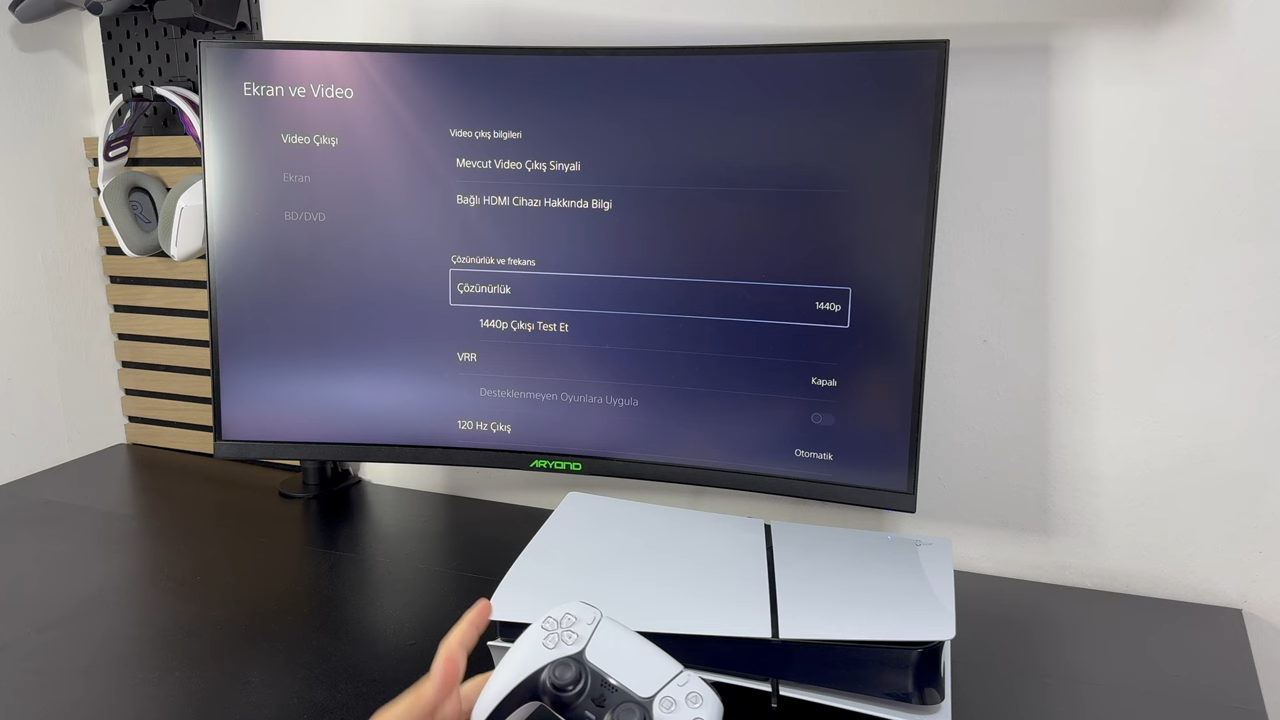 Ekran ve Video
Video Çıkışı
Ekran
BD/DVD
Video çıkış bilgileri
Mevcut Video Çıkış Sinyali
Bağlı HDMI Cihazı Hakkında Bilgi
Çözünürlük ve frekans
Çözünürlük 1440p
1440p Çıkışı Test Et
VRR Kapalı
Desteklenmeyen Oyunlara Uygula
120 Hz Çıkış Otomatik
ARYOND